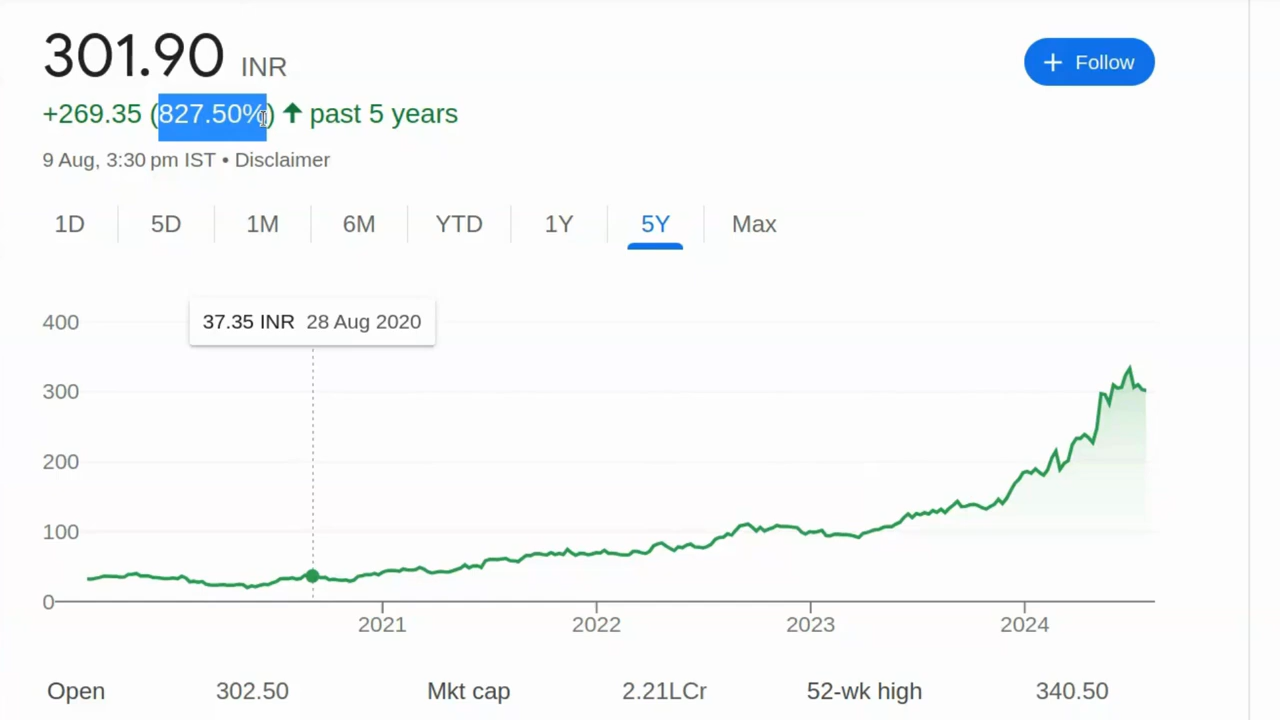 301.90 INR
+ Follow
+269.35 (827.50%) ↑ past 5 years
9 Aug, 3:30 pm IST • Disclaimer
1D 5D 1M 6M YTD 1Y 5Y Max
37.35 INR 28 Aug 2020
400
300
200
100
0
2021 2022 2023 2024
Open 302.50 Mkt cap 2.21LCr 52-wk high 340.50